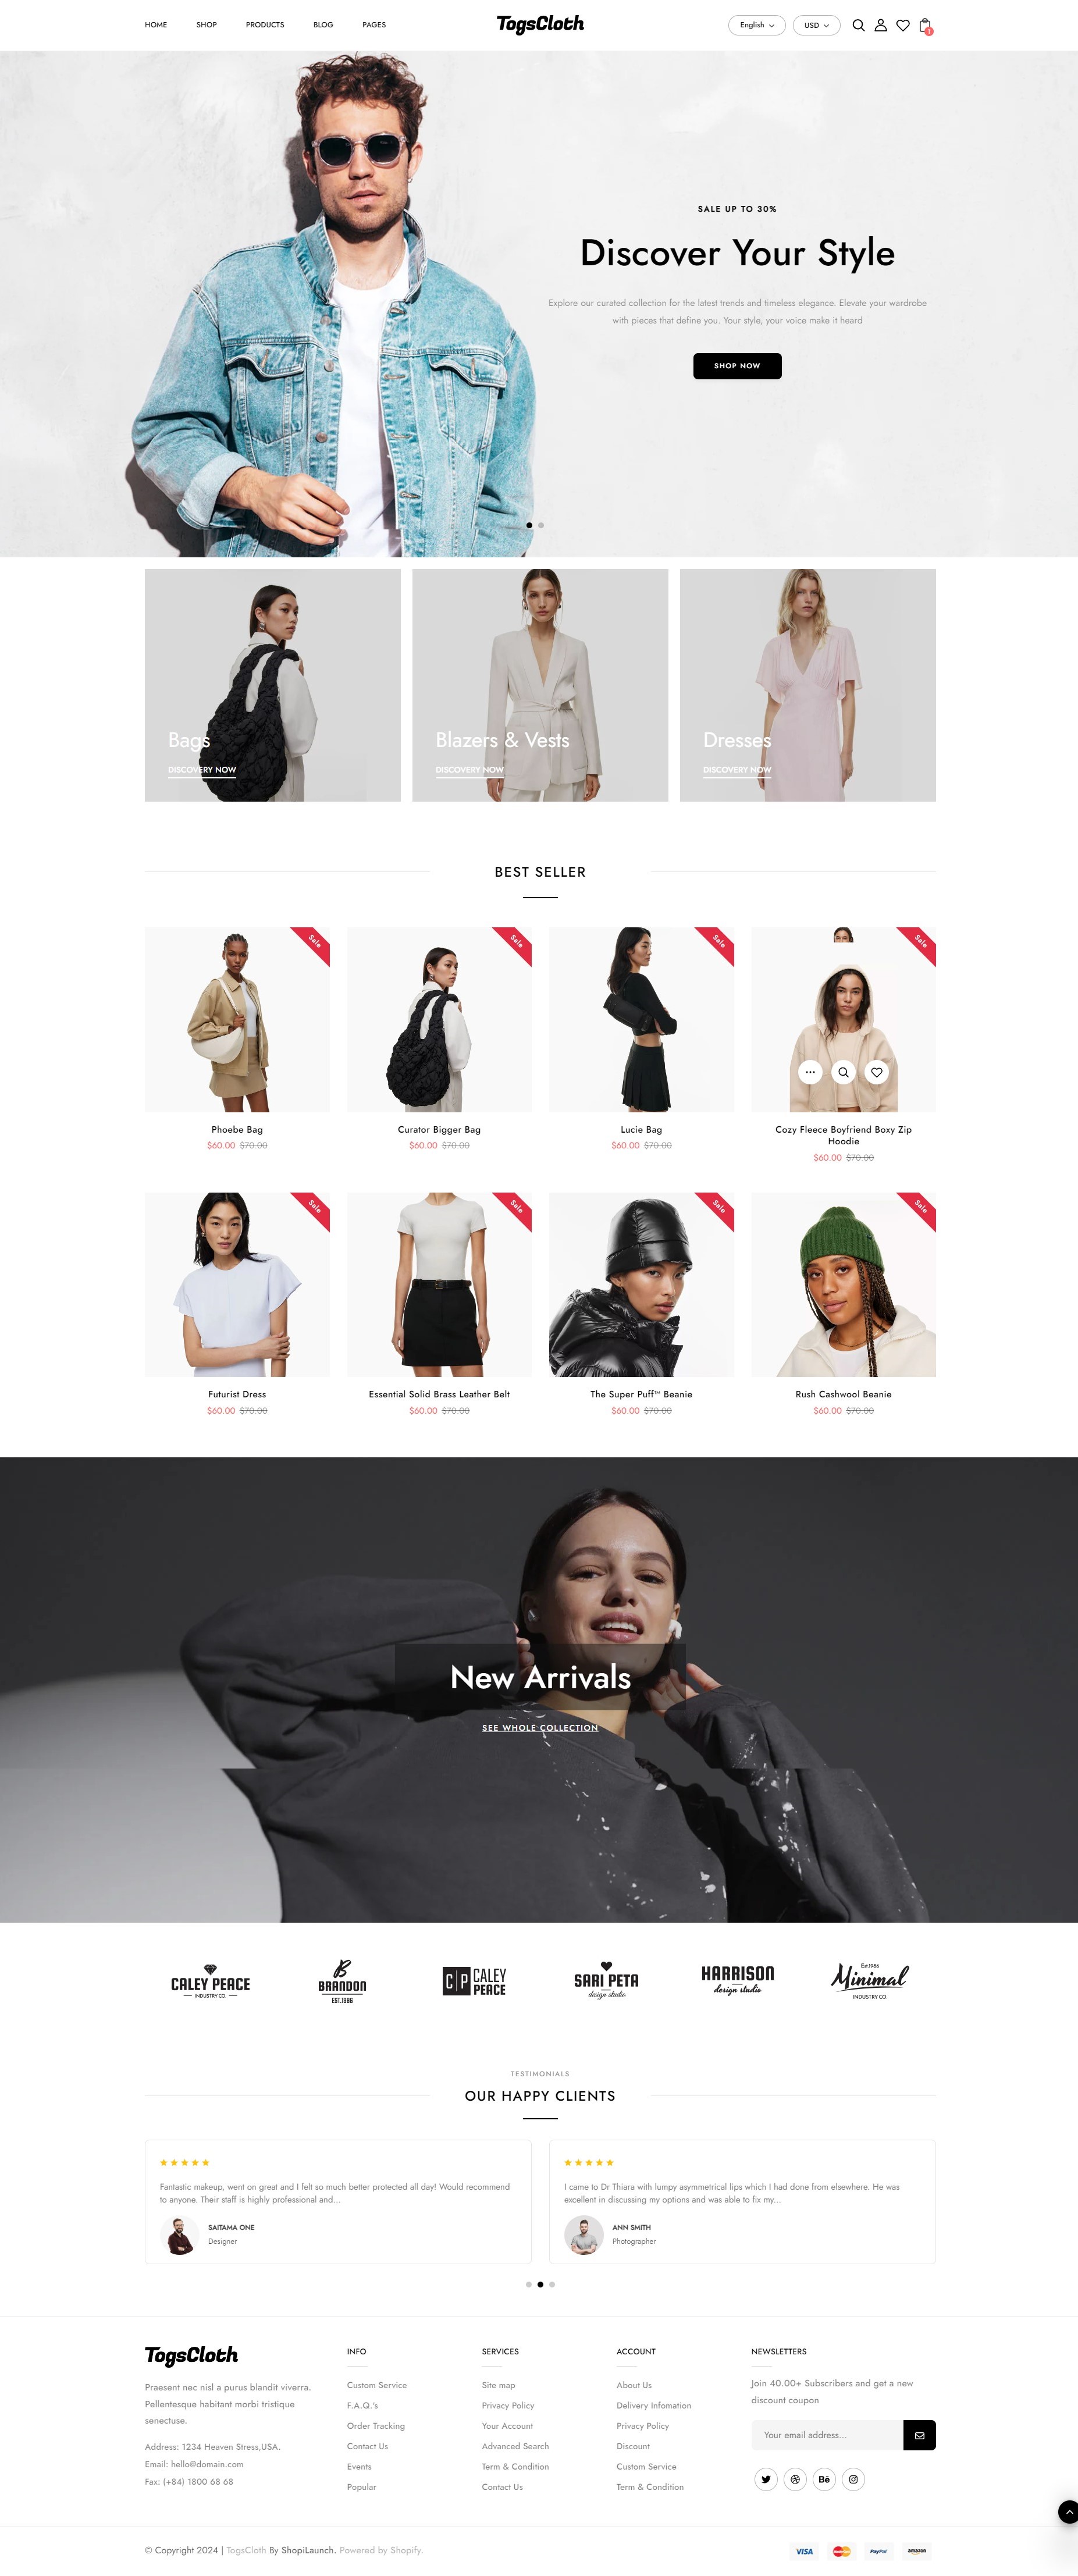 HOME SHOP PRODUCTS BLOG PAGES TogsCloth English USD 1
SALE UP TO 30%
Discover Your Style
Explore our curated collection for the latest trends and timeless elegance. Elevate your wardrobe
with pieces that define you. Your style, your voice make it heard
SHOP NOW
Bags
DISCOVERY NOW
Blazers & Vests
DISCOVERY NOW
Dresses
DISCOVERY NOW
BEST SELLER
Sale
Sale
Sale
Sale
Phoebe Bag
$60.00 $70.00
Curator Bigger Bag
$60.00 $70.00
Lucie Bag
$60.00 $70.00
Cozy Fleece Boyfriend Boxy Zip
Hoodie
$60.00 $70.00
Sale
Sale
Sale
Sale
Futurist Dress
$60.00 $70.00
Essential Solid Brass Leather Belt
$60.00 $70.00
The Super Puff™ Beanie
$60.00 $70.00
Rush Cashwool Beanie
$60.00 $70.00
New Arrivals
SEE WHOLE COLLECTION
CALEY PEACE
INDUSTRY CO.
B
BRANDON
EST.1986
C|P CALEY
PEACE
SARI PETA
design studio
HARRISON
design studio
Est.1986
Minimal
INDUSTRY CO.
TESTIMONIALS
OUR HAPPY CLIENTS
Fantastic makeup, went on great and I felt so much better protected all day! Would recommend
to anyone. Their staff is highly professional and...
SAITAMA ONE
Designer
I came to Dr Thiara with lumpy asymmetrical lips which I had done from elsewhere. He was
excellent in discussing my options and was able to fix my...
ANN SMITH
Photographer
TogsCloth
Praesent nec nisl a purus blandit viverra.
Pellentesque habitant morbi tristique
senectuse.
Address: 1234 Heaven Stress,USA.
Email: hello@domain.com
Fax: (+84) 1800 68 68
INFO
Custom Service
F.A.Q.'s
Order Tracking
Contact Us
Events
Popular
SERVICES
Site map
Privacy Policy
Your Account
Advanced Search
Term & Condition
Contact Us
ACCOUNT
About Us
Delivery Infomation
Privacy Policy
Discount
Custom Service
Term & Condition
NEWSLETTERS
Join 40.00+ Subscribers and get a new
discount coupon
Your email address...
Bē
© Copyright 2024 | TogsCloth By ShopiLaunch. Powered by Shopify.
VISA MasterCard PayPal amazon